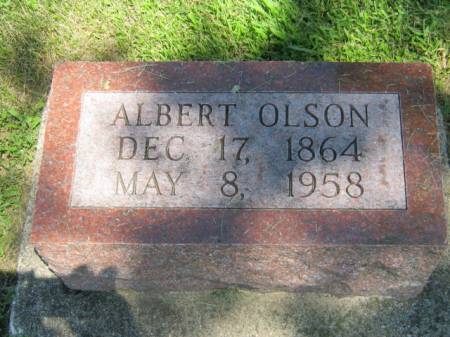 ALBERT OLSON
DEC. 17, 1864
MAY 8, 1958